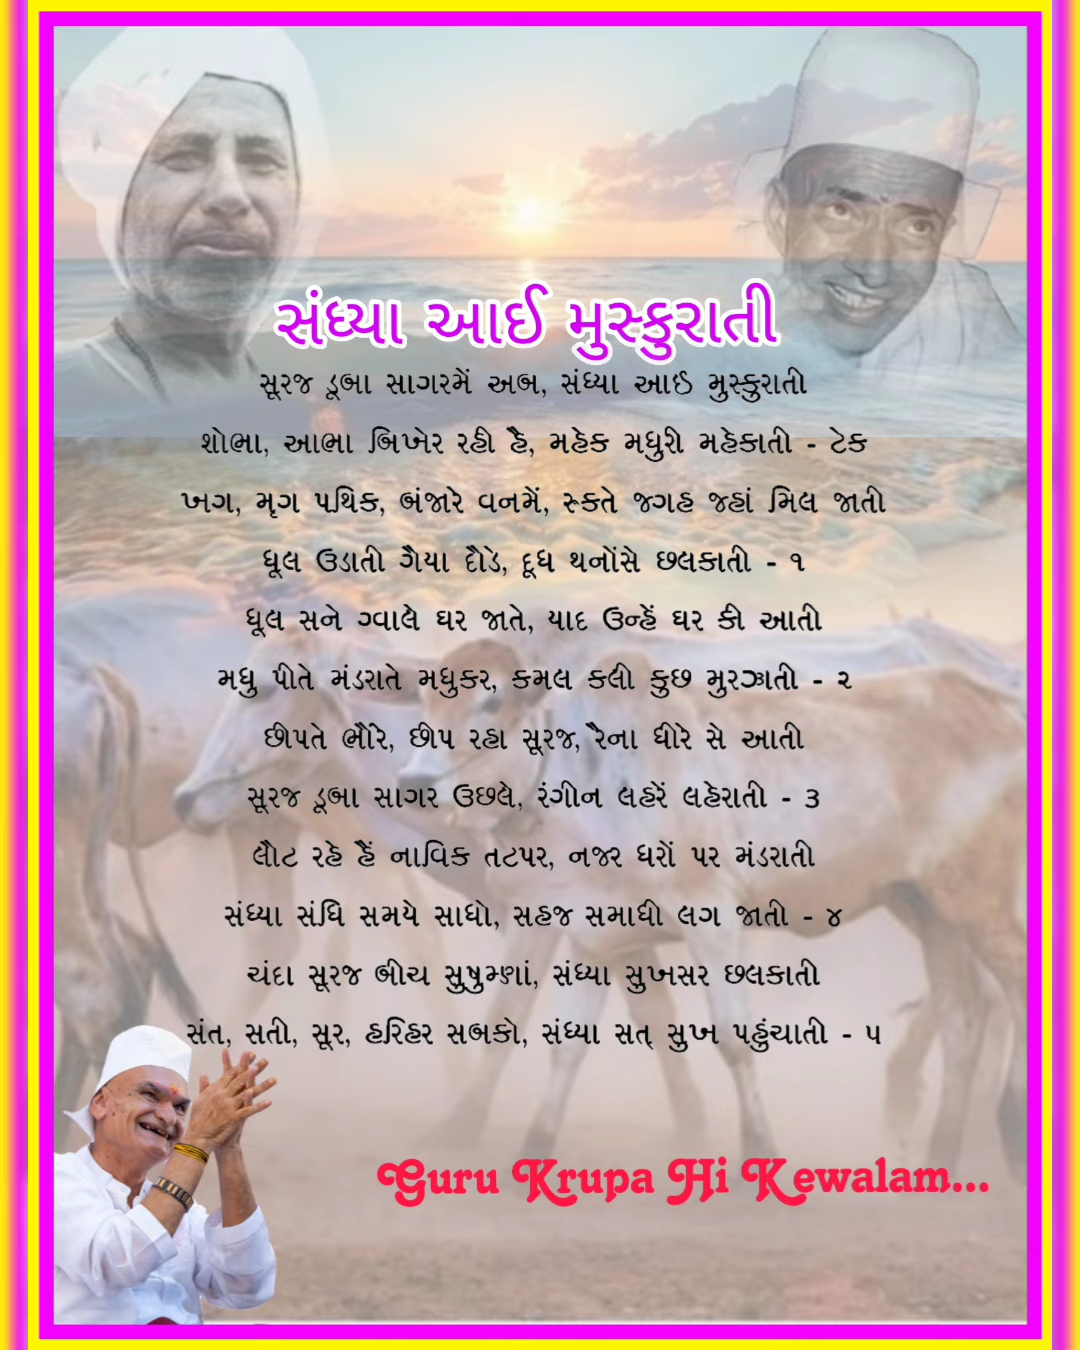 સંધ્યા આઈ મુસ્કુરાતી
સૂરજ ડૂબા સાગરમેં અબ, સંધ્યા આઈ મુસ્કુરાતી
શોભા, આભા બિખેર રહી હૈ, મહેક મધુરી મહેકાતી - ટેક
ખગ, મૃગ પથિક, બંજારે વનમેં, રૂકતે જગહ જહાં મિલ જાતી
ધૂલ ઉડાતી ગૈયા દૌડે, દૂધ થનોંસે છલકાતી - ૧
ધૂલ સને ગ્વાલે ઘર જાતે, યાદ ઉન્હેં ઘર કી આતી
મધુ પીતે મંડરાતે મધુકર, કમલ કલી કુછ મુરઝાતી - ૨
છીપતે ભૌંરે, છીપ રહા સૂરજ, રૈના ધીરે સે આતી
સૂરજ ડૂબા સાગર ઉછલે, રંગીન લહરેં લહેરાતી - ૩
લૌટ રહે હૈં નાવિક તટપર, નજર ઘરોં પર મંડરાતી
સંધ્યા સંધિ સમયે સાધો, સહજ સમાધી લગ જાતી - ૪
ચંદા સૂરજ બીચ સુષુમ્ણાં, સંધ્યા સુખસર છલકાતી
સંત, સતી, સૂર, હરિહર સબકો, સંધ્યા સત્ સુખ પહુંચાતી - ૫
Guru Krupa Hi Kewalam...